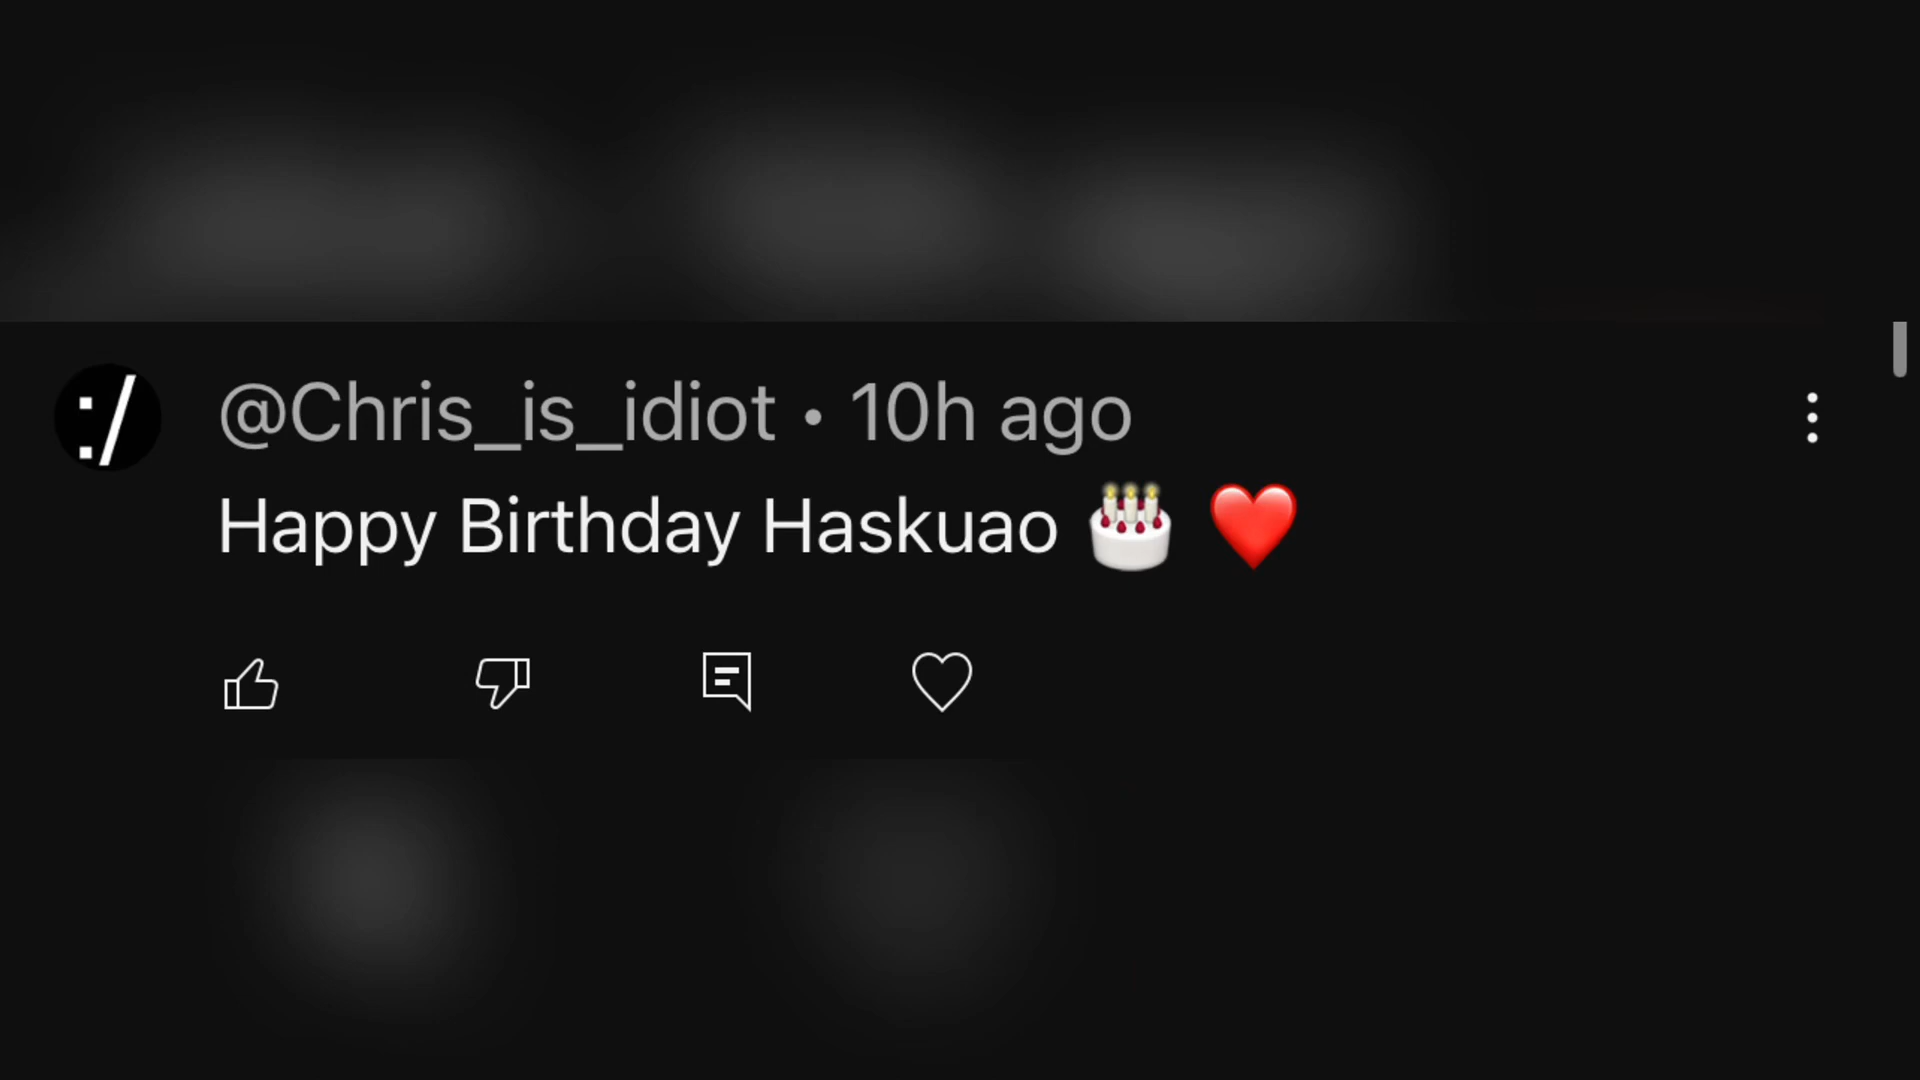 :/
@Chris_is_idiot • 10h ago
Happy Birthday Haskuao 🎂 ❤️